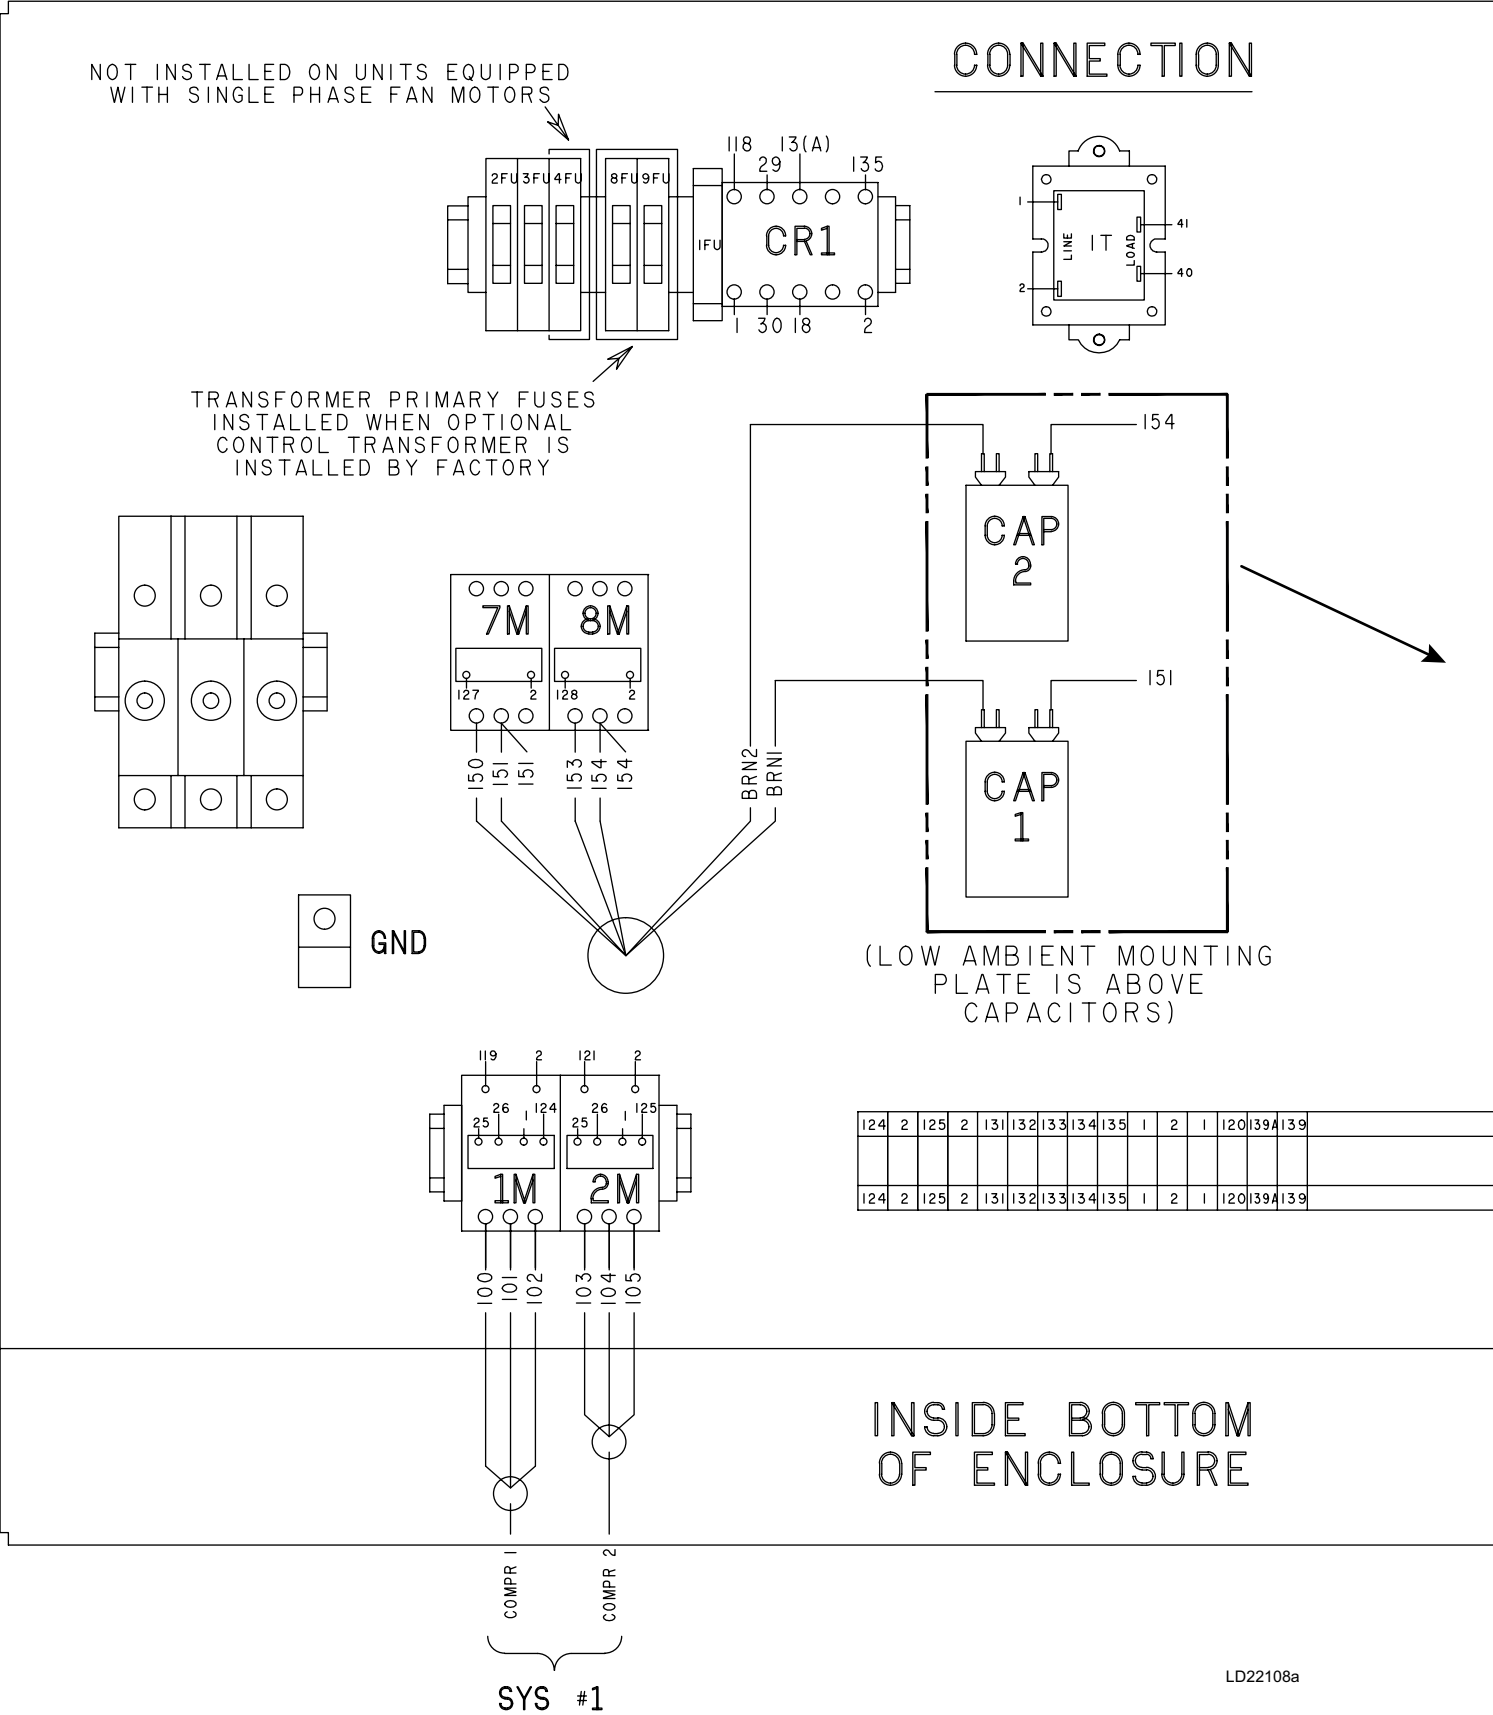 CONNECTION
NOT INSTALLED ON UNITS EQUIPPED
WITH SINGLE PHASE FAN MOTORS
118 13(A)
29 135
2FU 3FU 4FU 8FU 9FU
1FU CR1
1 30 18 2
1 41
LINE 1T LOAD
2 40
TRANSFORMER PRIMARY FUSES
INSTALLED WHEN OPTIONAL
CONTROL TRANSFORMER IS
INSTALLED BY FACTORY
154
CAP
2
7M 8M
127 2 128 2
150 151 151 153 154 154
BRN2 BRN1
151
CAP
1
GND
(LOW AMBIENT MOUNTING
PLATE IS ABOVE
CAPACITORS)
119 2 121 2
25 26 1 124 25 26 1 125
1M 2M
124 2 125 2 131 132 133 134 135 1 2 1 120 139A 139
124 2 125 2 131 132 133 134 135 1 2 1 120 139A 139
100 101 102 103 104 105
INSIDE BOTTOM
OF ENCLOSURE
COMPR 1 COMPR 2
SYS #1
LD22108a